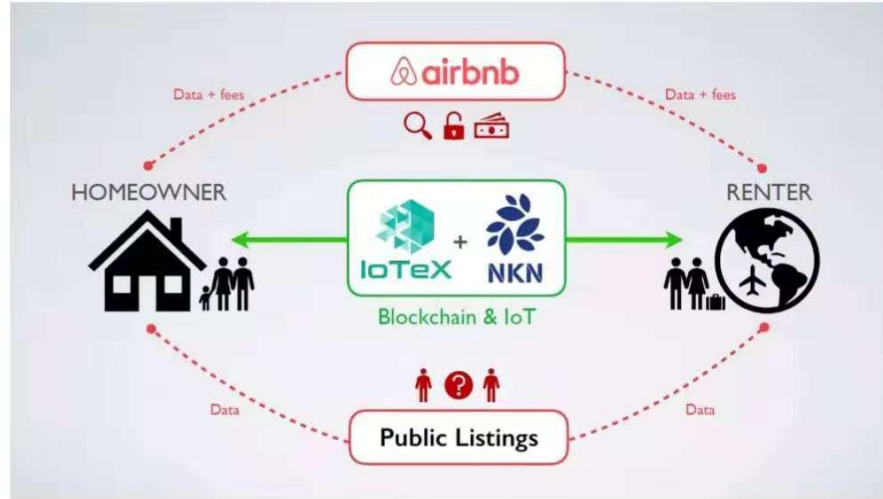 airbnb
Data + fees
Data + fees
HOMEOWNER
RENTER
IoTeX + NKN
Blockchain & IoT
?
Data
Data
Public Listings